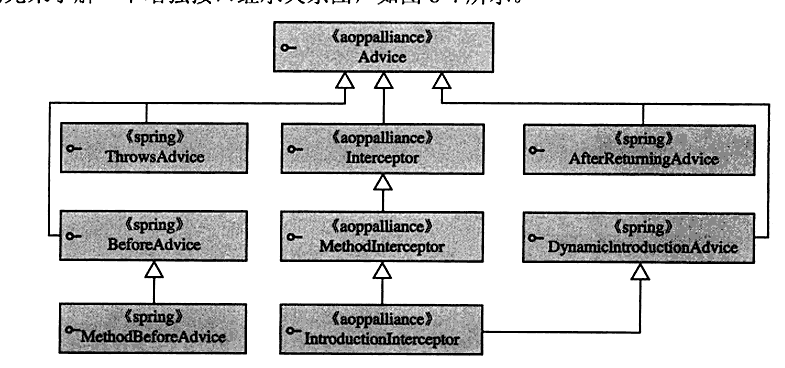 《aoppalliance》
Advice
《spring》
ThrowsAdvice
《aoppalliance》
Interceptor
《spring》
AfterReturningAdvice
《spring》
BeforeAdvice
《aoppalliance》
MethodInterceptor
《spring》
DynamicIntroductionAdvice
《spring》
MethodBeforeAdvice
《aoppalliance》
IntroductionInterceptor